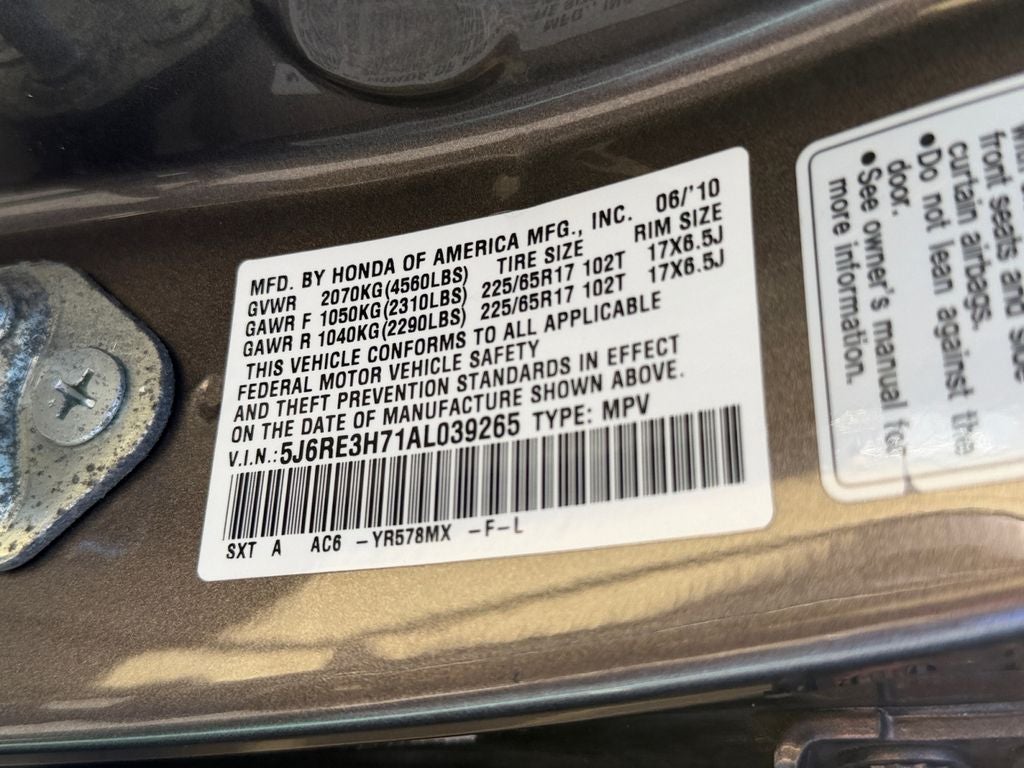 MFD. BY HONDA OF AMERICA MFG., INC. 06/'10
GVWR 2070KG(4560LBS) TIRE SIZE RIM SIZE
GAWR F 1050KG(2310LBS) 225/65R17 102T 17X6.5J
GAWR R 1040KG(2290LBS) 225/65R17 102T 17X6.5J
THIS VEHICLE CONFORMS TO ALL APPLICABLE
FEDERAL MOTOR VEHICLE SAFETY
AND THEFT PREVENTION STANDARDS IN EFFECT
ON THE DATE OF MANUFACTURE SHOWN ABOVE.
V.I.N.: 5J6RE3H71AL039265 TYPE: MPV
SXT A AC6 -YR578MX -F-L
front seats and side
curtain airbags.
•Do not lean against the
door.
•See owner's manual for
more information.